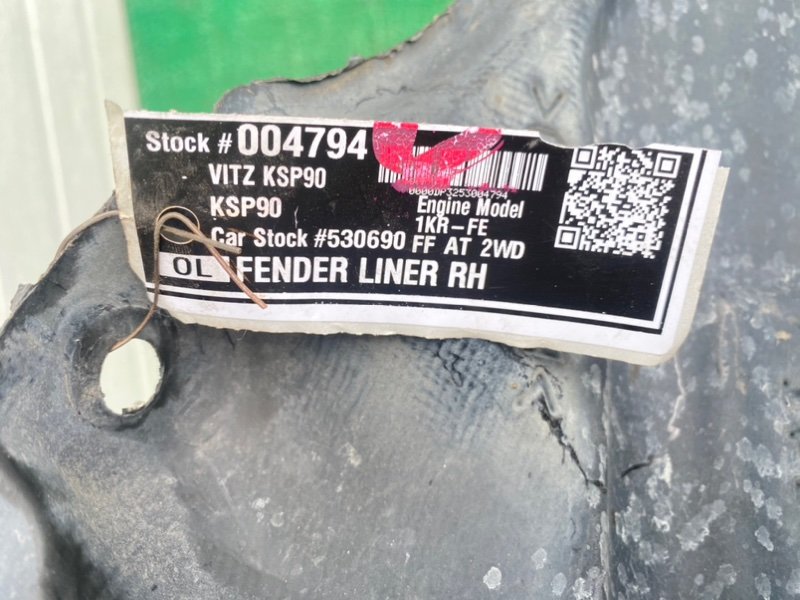 Stock # 004794
VITZ KSP90
0000DP3253004794
KSP90
Engine Model
1KR-FE
Car Stock #530690 FF AT 2WD
OL FENDER LINER RH